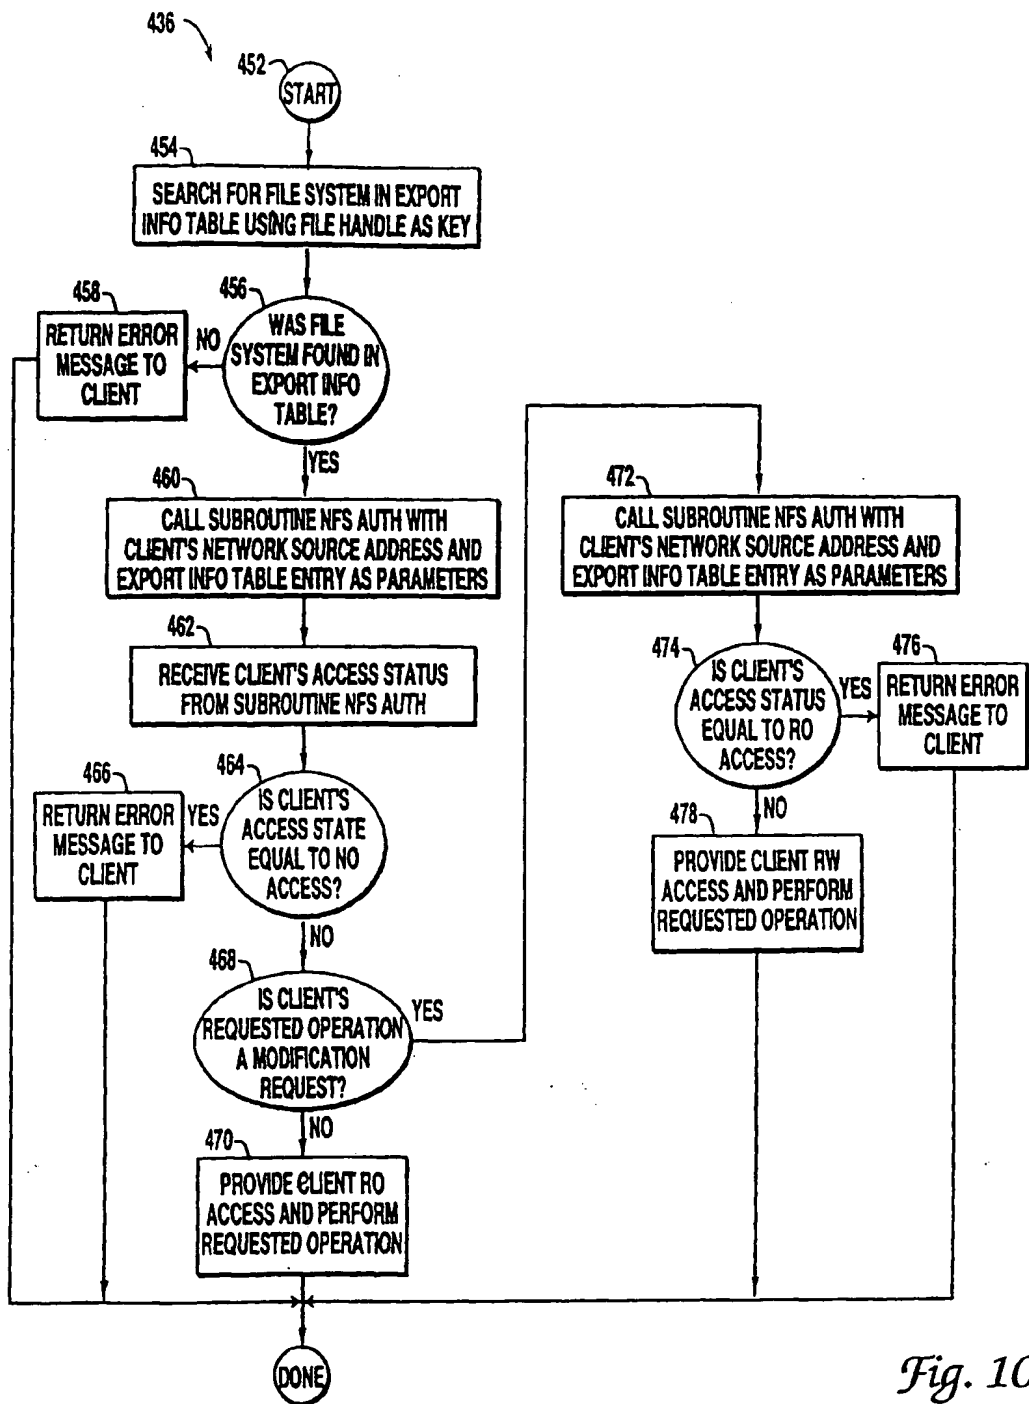 436
452
START
454
SEARCH FOR FILE SYSTEM IN EXPORT
INFO TABLE USING FILE HANDLE AS KEY
456
WAS FILE
SYSTEM FOUND IN
EXPORT INFO
TABLE?
NO
458
RETURN ERROR
MESSAGE TO
CLIENT
YES
460
CALL SUBROUTINE NFS AUTH WITH
CLIENT'S NETWORK SOURCE ADDRESS AND
EXPORT INFO TABLE ENTRY AS PARAMETERS
462
RECEIVE CLIENT'S ACCESS STATUS
FROM SUBROUTINE NFS AUTH
464
IS CLIENT'S
ACCESS STATE
EQUAL TO NO
ACCESS?
YES
466
RETURN ERROR
MESSAGE TO
CLIENT
NO
468
IS CLIENT'S
REQUESTED OPERATION
A MODIFICATION
REQUEST?
YES
NO
470
PROVIDE CLIENT RO
ACCESS AND PERFORM
REQUESTED OPERATION
472
CALL SUBROUTINE NFS AUTH WITH
CLIENT'S NETWORK SOURCE ADDRESS AND
EXPORT INFO TABLE ENTRY AS PARAMETERS
474
IS CLIENT'S
ACCESS STATUS
EQUAL TO RO
ACCESS?
YES
476
RETURN ERROR
MESSAGE TO
CLIENT
NO
478
PROVIDE CLIENT RW
ACCESS AND PERFORM
REQUESTED OPERATION
DONE
Fig. 10